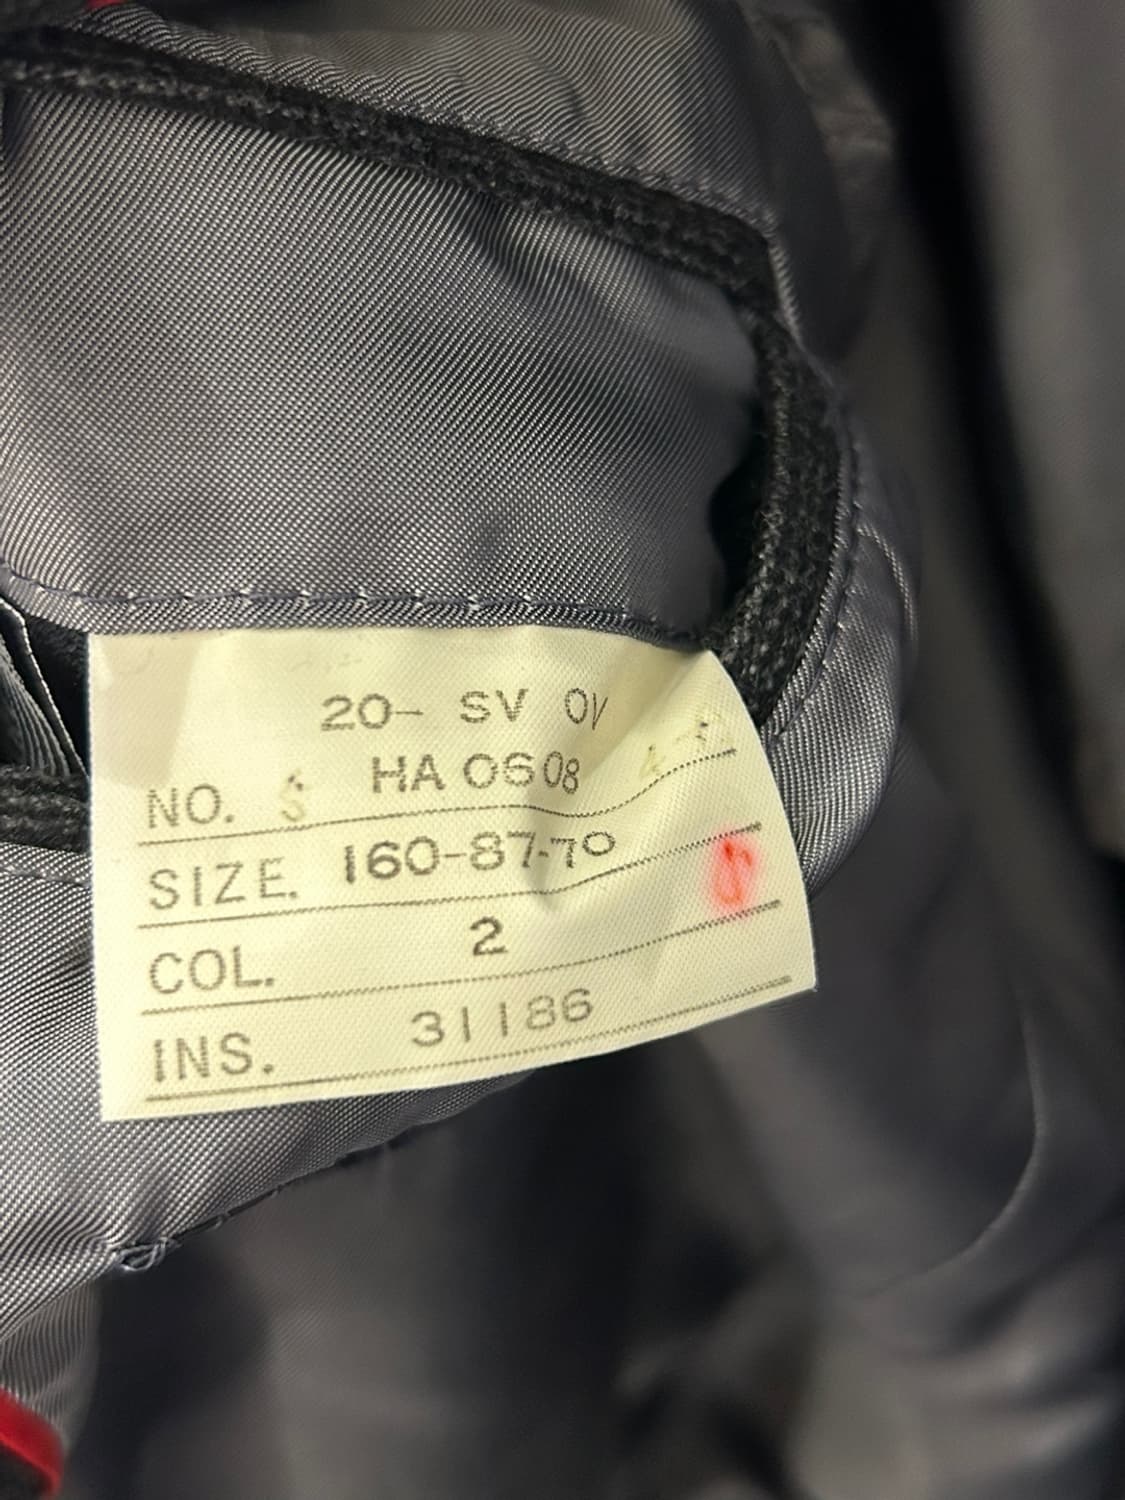 20- SV OV
NO. S HA 0608
SIZE. 160-87-70
COL. 2
INS. 31186